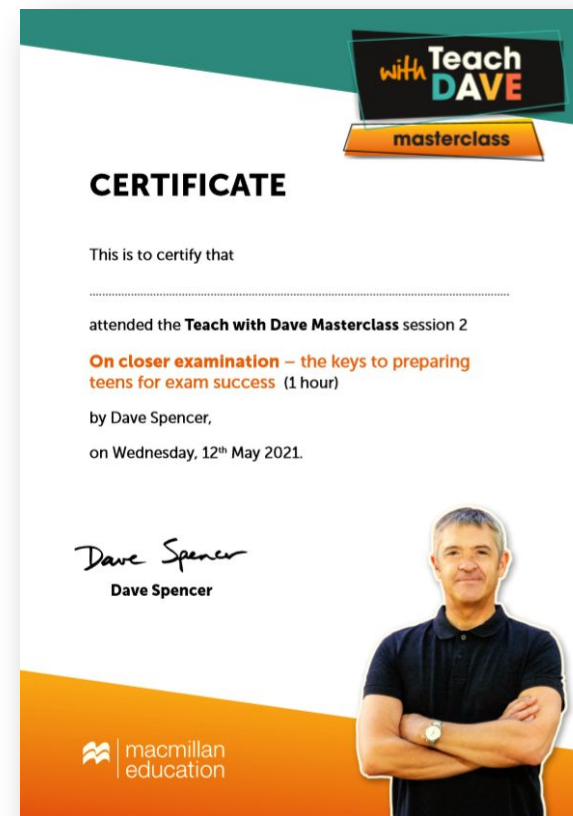 with Teach
DAVE
masterclass
CERTIFICATE
This is to certify that
attended the Teach with Dave Masterclass session 2
On closer examination – the keys to preparing
teens for exam success (1 hour)
by Dave Spencer,
on Wednesday, 12th May 2021.
Dave Spencer
Dave Spencer
macmillan
education